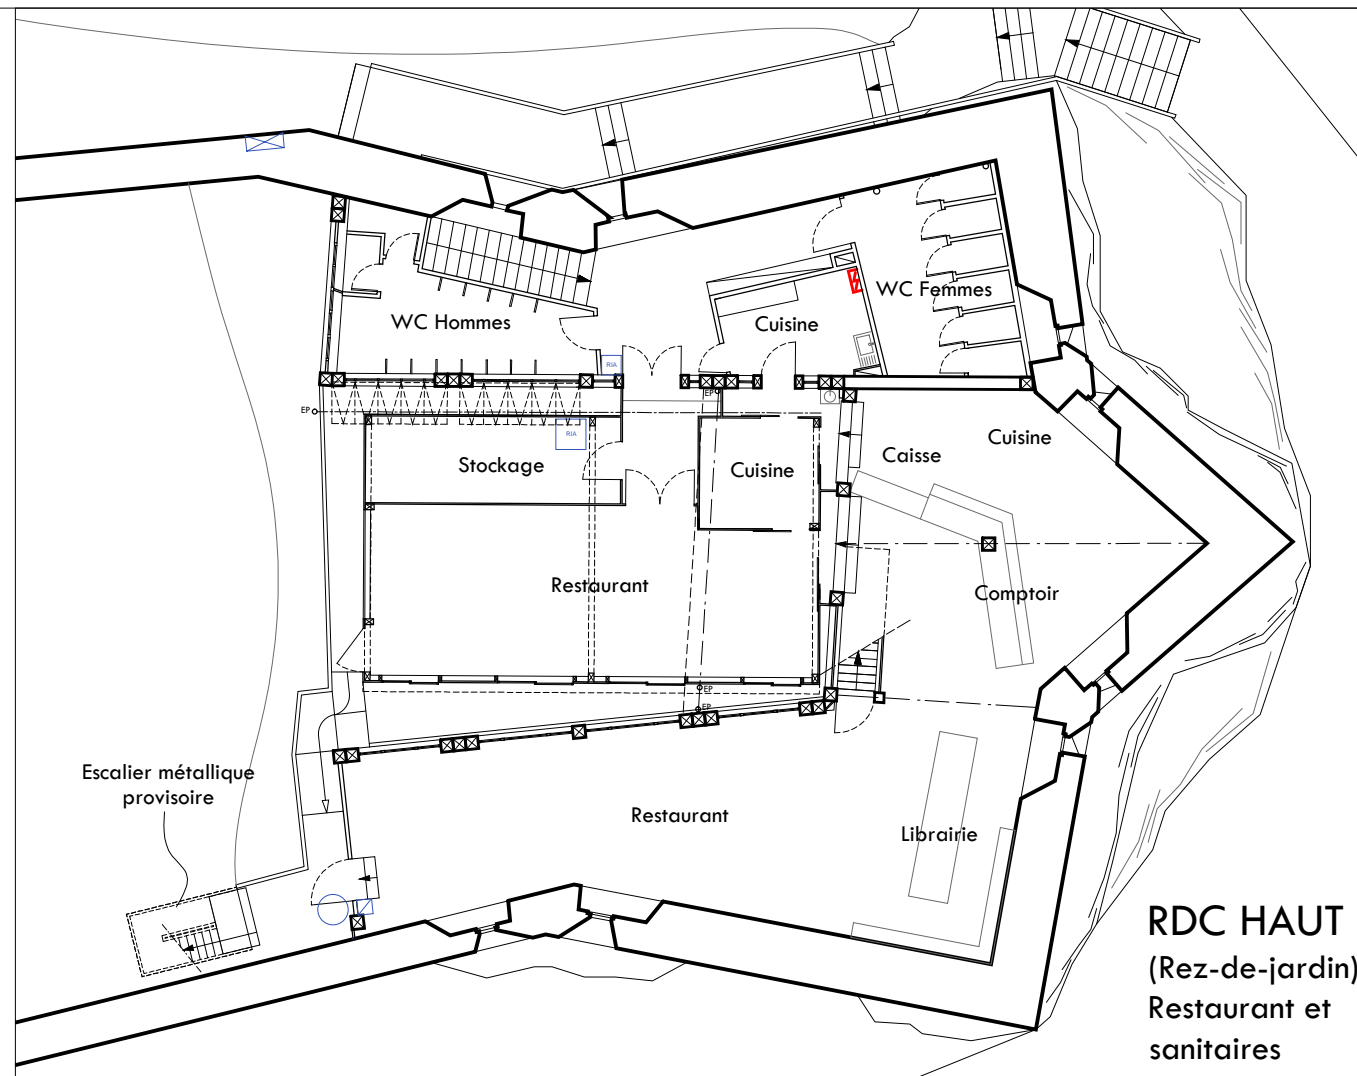 WC Hommes
Cuisine
WC Femmes
RIA
EP
EP
RIA
Stockage
Cuisine
Caisse
Cuisine
Restaurant
Comptoir
EP
EP
Escalier métallique
provisoire
Restaurant
Librairie
RDC HAUT
(Rez-de-jardin)
Restaurant et
sanitaires